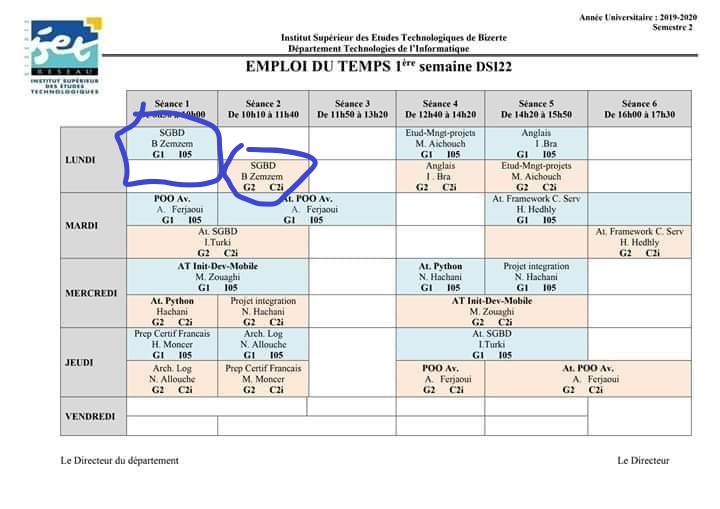 Année Universitaire : 2019-2020
Semestre 2
Institut Supérieur des Etudes Technologiques de Bizerte
Département Technologies de l'Informatique
iset
RESEAU
INSTITUT SUPÉRIEUR
DES ÉTUDES
TECHNOLOGIQUES
EMPLOI DU TEMPS 1ère semaine DSI22
Séance 1 Séance 2 Séance 3 Séance 4 Séance 5 Séance 6
De 10h10 à 11h40 De 11h50 à 13h20 De 12h40 à 14h20 De 14h20 à 15h50 De 16h00 à 17h30
LUNDI
SGBD Etud-Mngt-projets Anglais
B Zemzem M. Aichouch I .Bra
G1 I05 G1 I05 G1 I05
SGBD Anglais Etud-Mngt-projets
B Zemzem I . Bra M. Aichouch
G2 C2i G2 C2i G2 C2i
MARDI
POO Av. At. POO Av. At. Framework C. Serv
A. Ferjaoui A. Ferjaoui H. Hedhly
G1 I05 G1 I05 G1 I05
At. SGBD At. Framework C. Serv
I.Turki H. Hedhly
G2 C2i G2 C2i
MERCREDI
AT Init-Dev-Mobile At. Python Projet integration
M. Zouaghi N. Hachani N. Hachani
G1 I05 G1 I05 G1 I05
At. Python Projet integration AT Init-Dev-Mobile
Hachani N. Hachani M. Zouaghi
G2 C2i G2 C2i G2 C2i
JEUDI
Prep Certif Francais Arch. Log At. SGBD
H. Moncer N. Allouche I.Turki
G1 I05 G1 I05 G1 I05
Arch. Log Prep Certif Francais POO Av. At. POO Av.
N. Allouche M. Moncer A. Ferjaoui A. Ferjaoui
G2 C2i G2 C2i G2 C2i G2 C2i
VENDREDI
Le Directeur du département Le Directeur